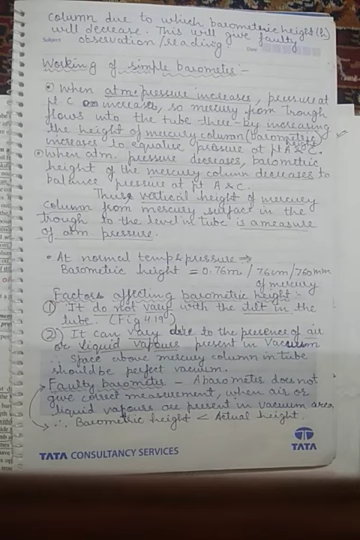 column due to which barometric height (h)
will decrease. This will give faulty
Subject
observation/reading
Date
Working of simple barometer -
When atm. pressure increases, pressure at
pt C increases, so mercury from trough
flows into the tube there by increasing
the height of mercury column (barometric
increases to equalise pressure at pt A & C.
When atm. pressure decreases, barometric
height of the mercury column decreases to
balance pressure at pt A & C.
Thus vertical height of mercury
column from mercury surface in the
trough to the level in tube is a measure
of atm pressure.
• At normal temp & pressure ⇒
Barometric height = 0.76m / 76cm / 760mm
of mercury
Factors affecting barometric height -
① It do not vary with the tilt in the
tube. (Fig 4.19)
② It can vary due to the presence of air
or liquid vapours present in vacuum
∴ Space above mercury column in tube
should be perfect vacuum.
Faulty barometer - A barometer does not
give correct measurement, when air or
liquid vapours are present in vacuum area
∴ Barometric height < Actual height.
TATA CONSULTANCY SERVICES
TATA